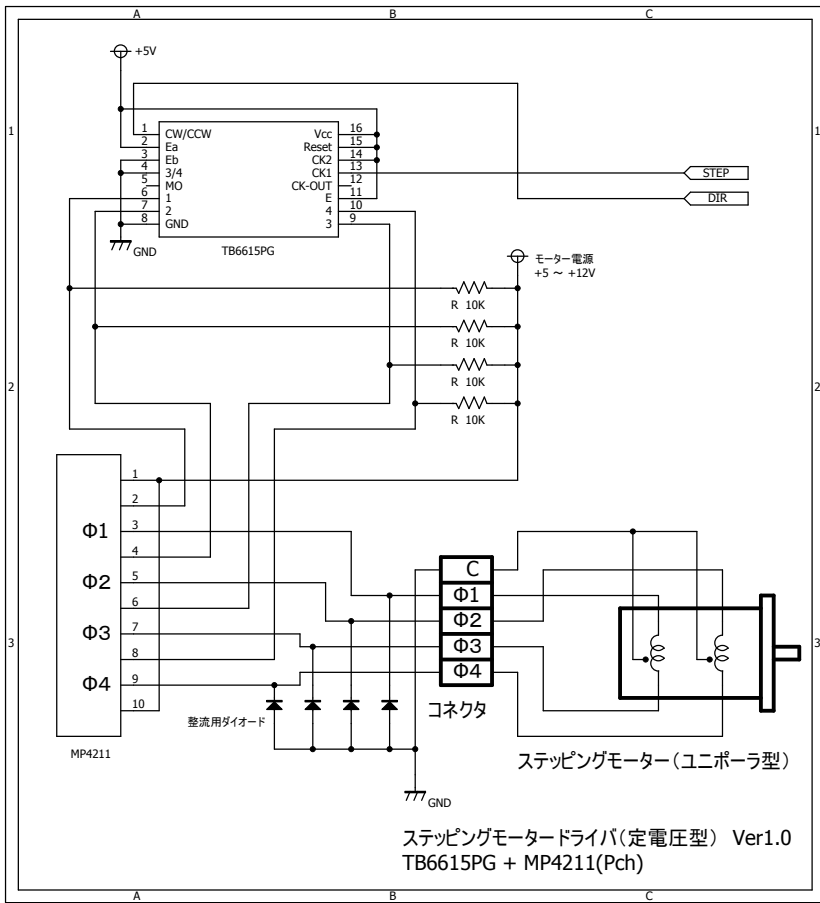 A B C
+5V
1 1
1 CW/CCW Vcc 16
2 Ea Reset 15
3 Eb CK2 14
4 3/4 CK1 13
5 MO CK-OUT 12
6 1 E 11
7 2 4 10
8 GND 3 9
STEP
DIR
GND
TB6615PG
モーター電源
+5 ～ +12V
R 10K
R 10K
R 10K
2 2
R 10K
1
2
Φ1 3
4
Φ2 5
6
Φ3 7
8
Φ4 9
10
MP4211
C
Φ1
Φ2
Φ3
Φ4
コネクタ
3 3
整流用ダイオード
ステッピングモーター（ユニポーラ型）
GND
ステッピングモータードライバ（定電圧型） Ver1.0
TB6615PG + MP4211(Pch)
A B C